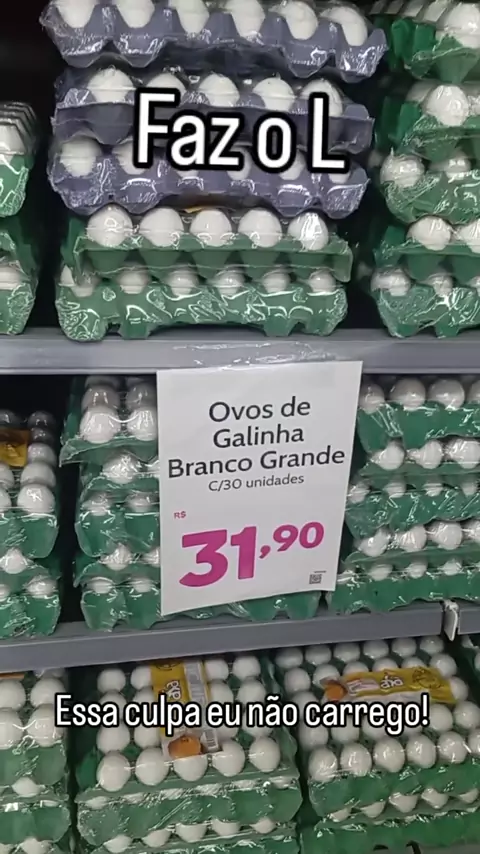 Faz o L
Ovos de
Galinha
Branco Grande
C/30 unidades
R$
31,90
Essa culpa eu não carrego!